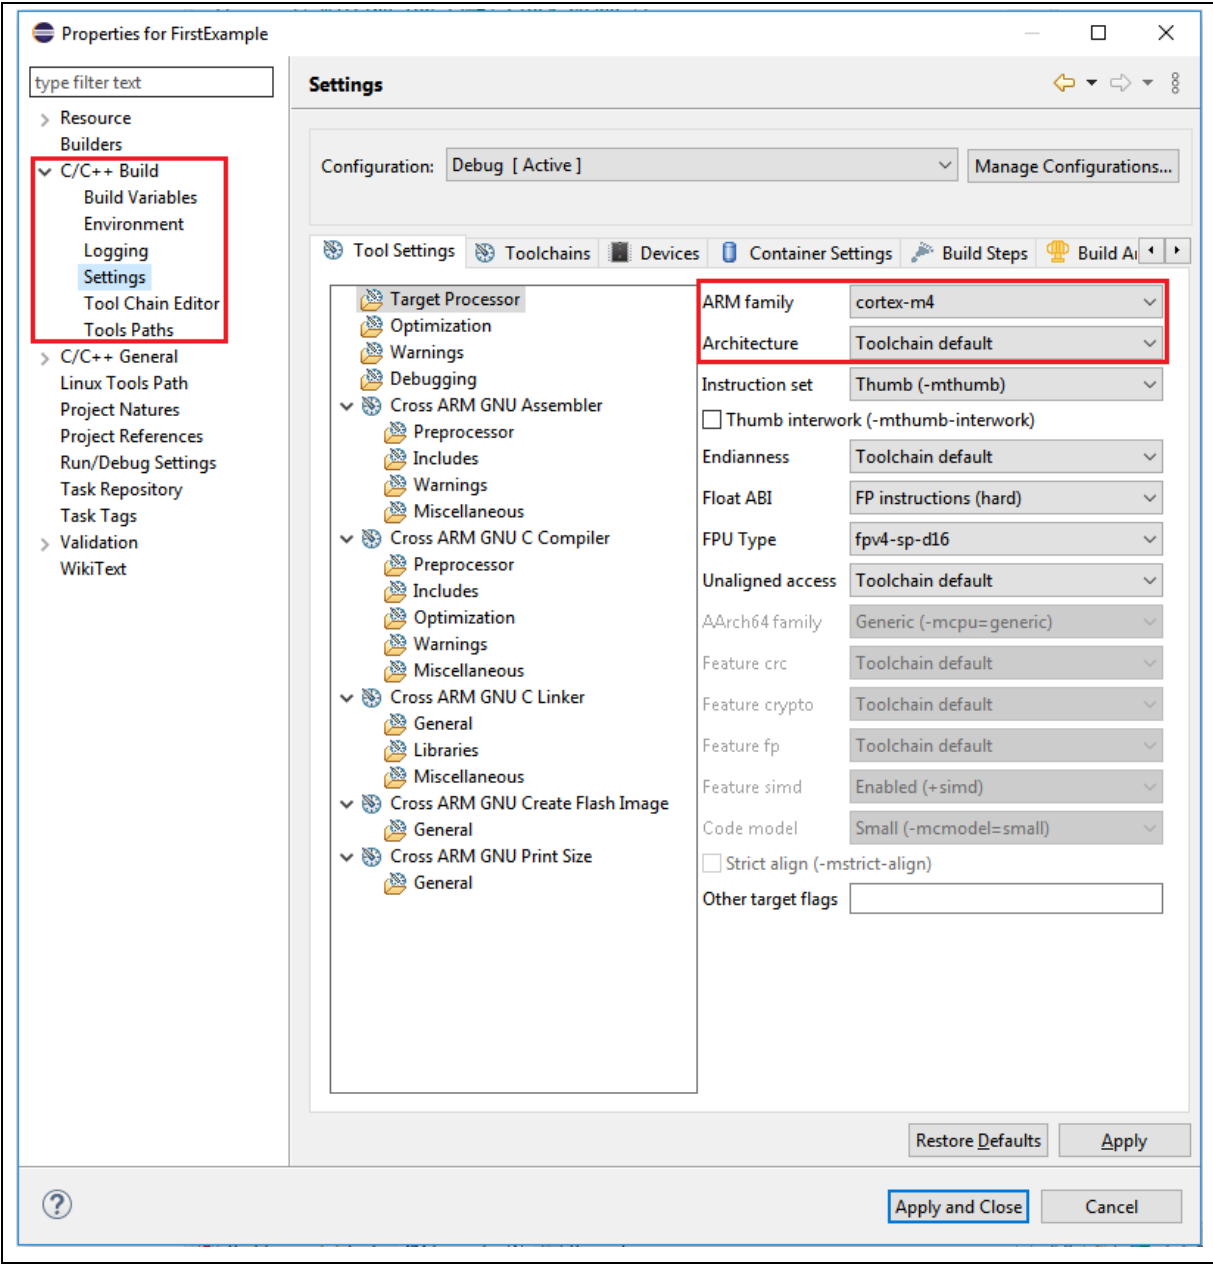 Properties for FirstExample
type filter text
Resource
Builders
C/C++ Build
Build Variables
Environment
Logging
Settings
Tool Chain Editor
Tools Paths
C/C++ General
Linux Tools Path
Project Natures
Project References
Run/Debug Settings
Task Repository
Task Tags
Validation
WikiText
Settings
Configuration: Debug [ Active ] Manage Configurations...
Tool Settings Toolchains Devices Container Settings Build Steps Build
Target Processor
Optimization
Warnings
Debugging
Cross ARM GNU Assembler
Preprocessor
Includes
Warnings
Miscellaneous
Cross ARM GNU C Compiler
Preprocessor
Includes
Optimization
Warnings
Miscellaneous
Cross ARM GNU C Linker
General
Libraries
Miscellaneous
Cross ARM GNU Create Flash Image
General
Cross ARM GNU Print Size
General
ARM family cortex-m4
Architecture Toolchain default
Instruction set Thumb (-mthumb)
Thumb interwork (-mthumb-interwork)
Endianness Toolchain default
Float ABI FP instructions (hard)
FPU Type fpv4-sp-d16
Unaligned access Toolchain default
AArch64 family Generic (-mcpu=generic)
Feature crc Toolchain default
Feature crypto Toolchain default
Feature fp Toolchain default
Feature simd Enabled (+simd)
Code model Small (-mcmodel=small)
Strict align (-mstrict-align)
Other target flags
Restore Defaults Apply
Apply and Close Cancel